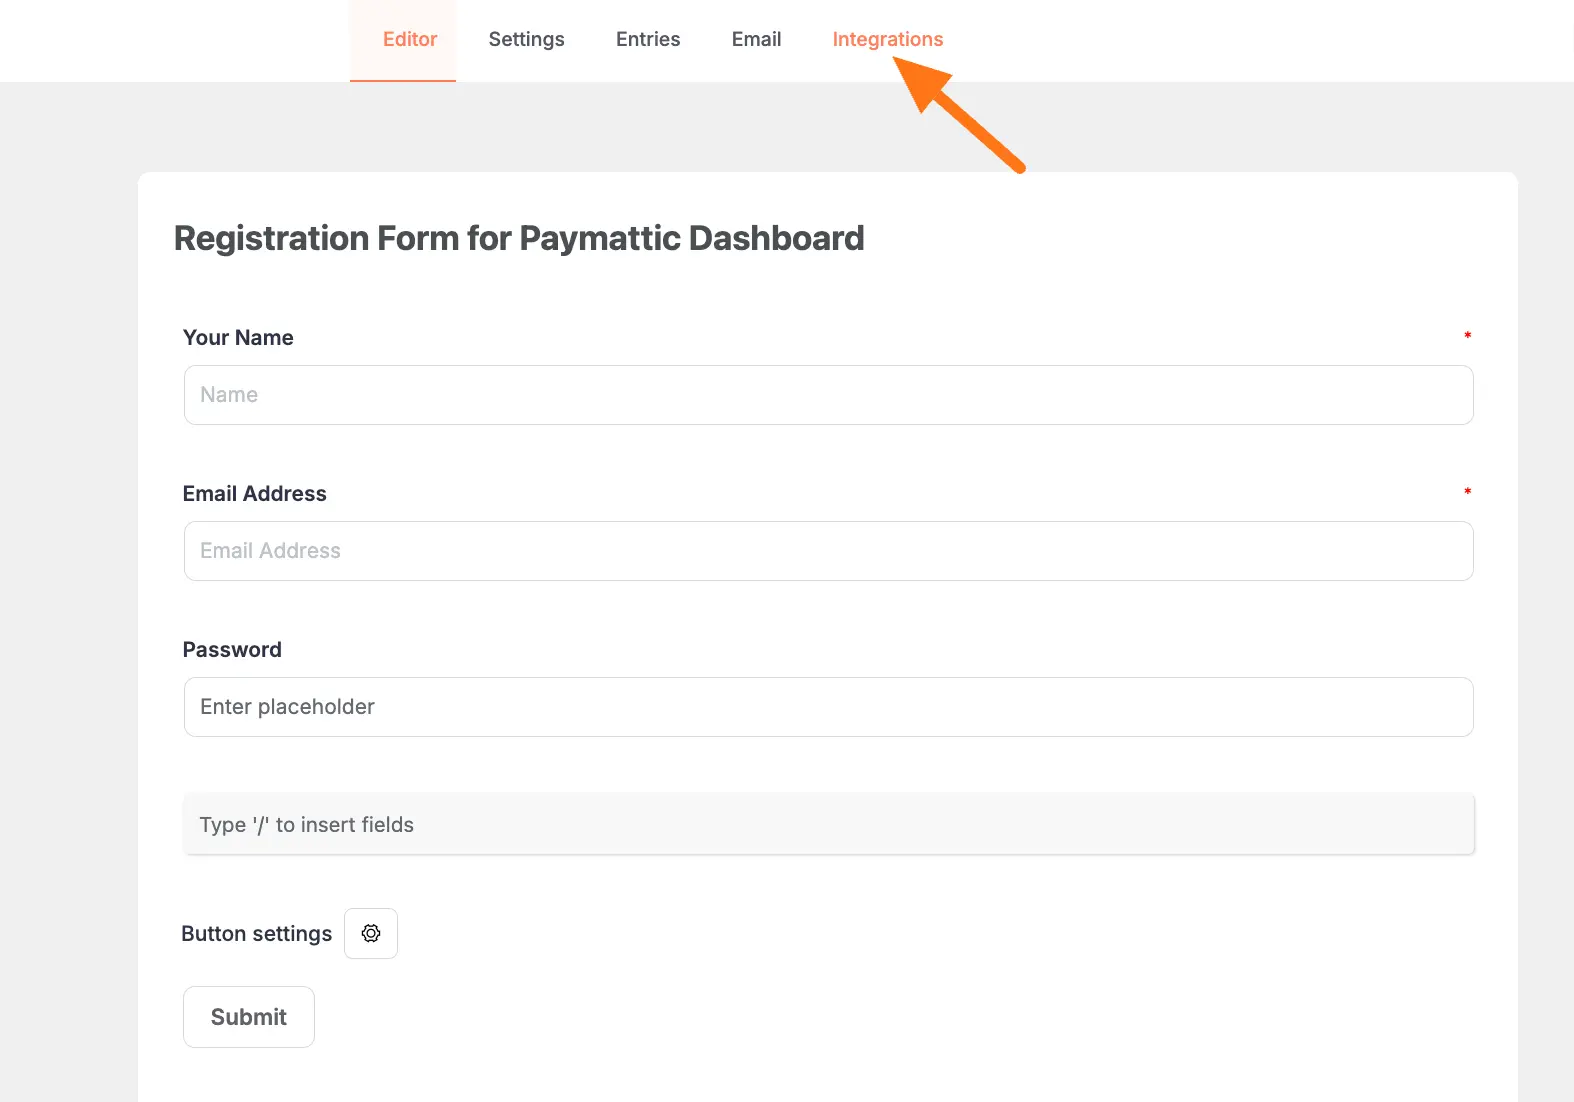 Editor Settings Entries Email Integrations
Registration Form for Paymattic Dashboard
Your Name *
Name
Email Address *
Email Address
Password
Enter placeholder
Type '/' to insert fields
Button settings
Submit